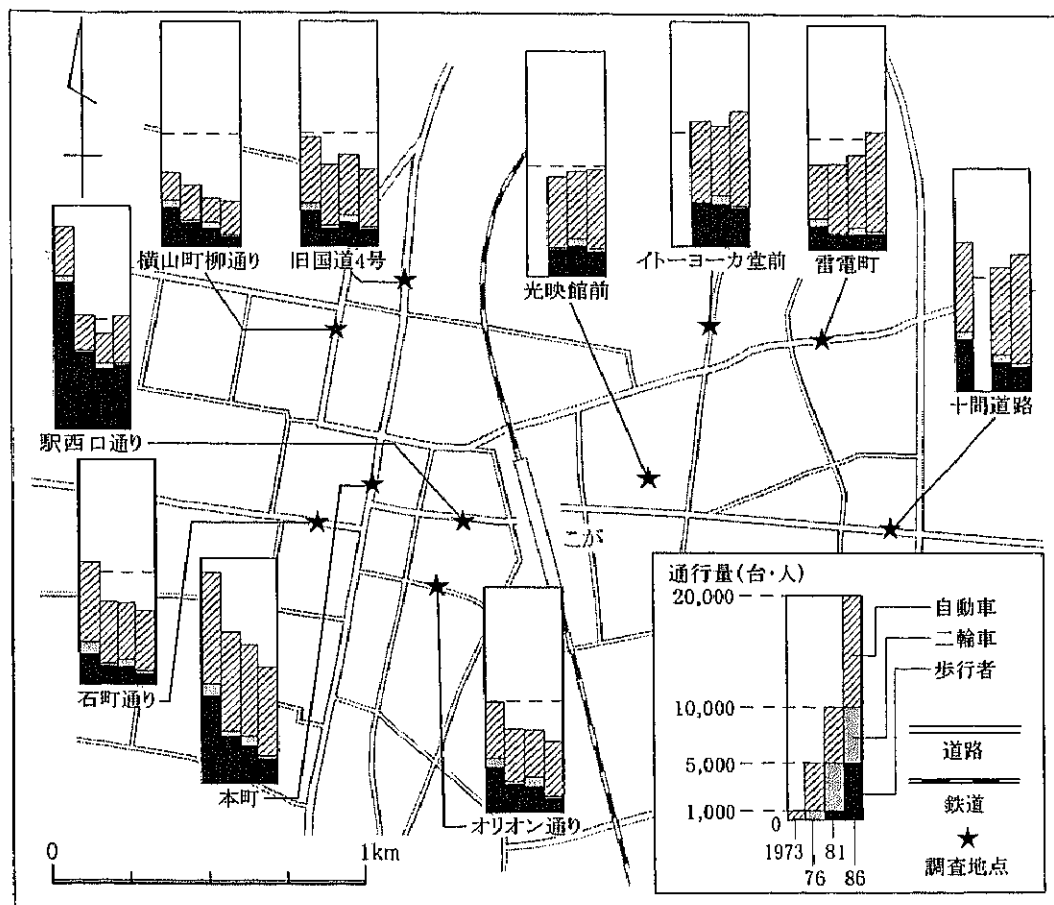 横山町柳通り
旧国道4号
光映館前
イトーヨーカ堂前
雷電町
十間道路
駅西口通り
石町通り
本町
オリオン通り
こが
0
1km
通行量(台・人)
20,000
10,000
5,000
1,000
0
1973
76
81
86
自動車
二輪車
歩行者
道路
鉄道
調査地点